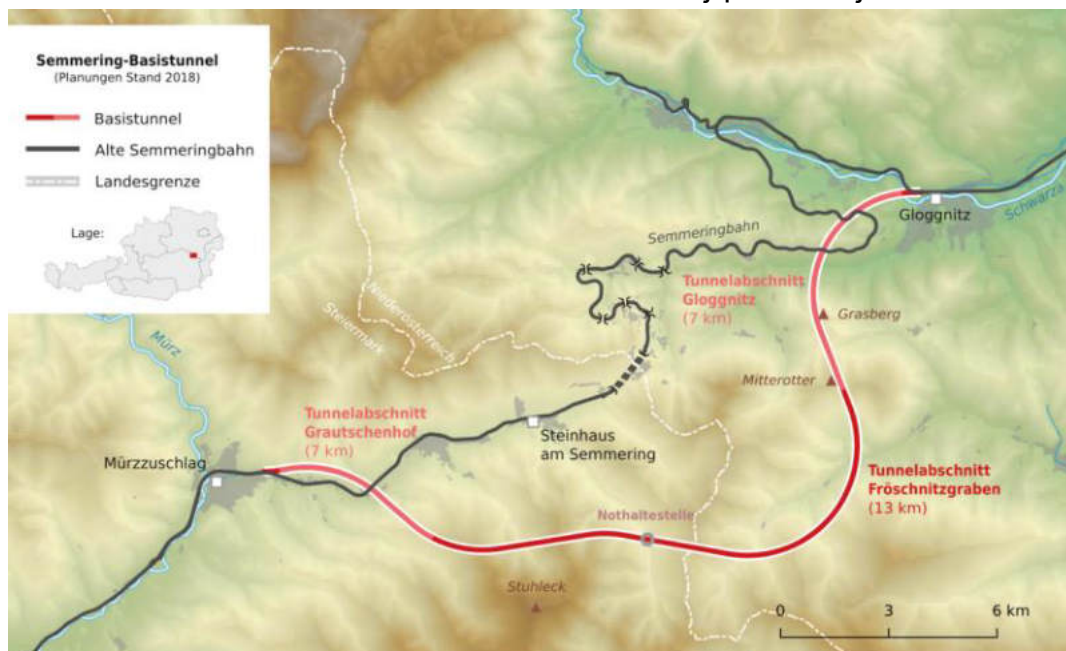 Semmering-Basistunnel
(Planungen Stand 2018)
Basistunnel
Alte Semmeringbahn
Landesgrenze
Lage:
Gloggnitz
Schwarza
Semmeringbahn
Tunnelabschnitt
Gloggnitz
(7 km)
Grasberg
Niederösterreich
Steiermark
Mürz
Mitterotter
Tunnelabschnitt
Grautschenhof
(7 km)
Steinhaus
am Semmering
Mürzzuschlag
Tunnelabschnitt
Fröschnitzgraben
(13 km)
Nothaltestelle
Stuhleck
0 3 6 km